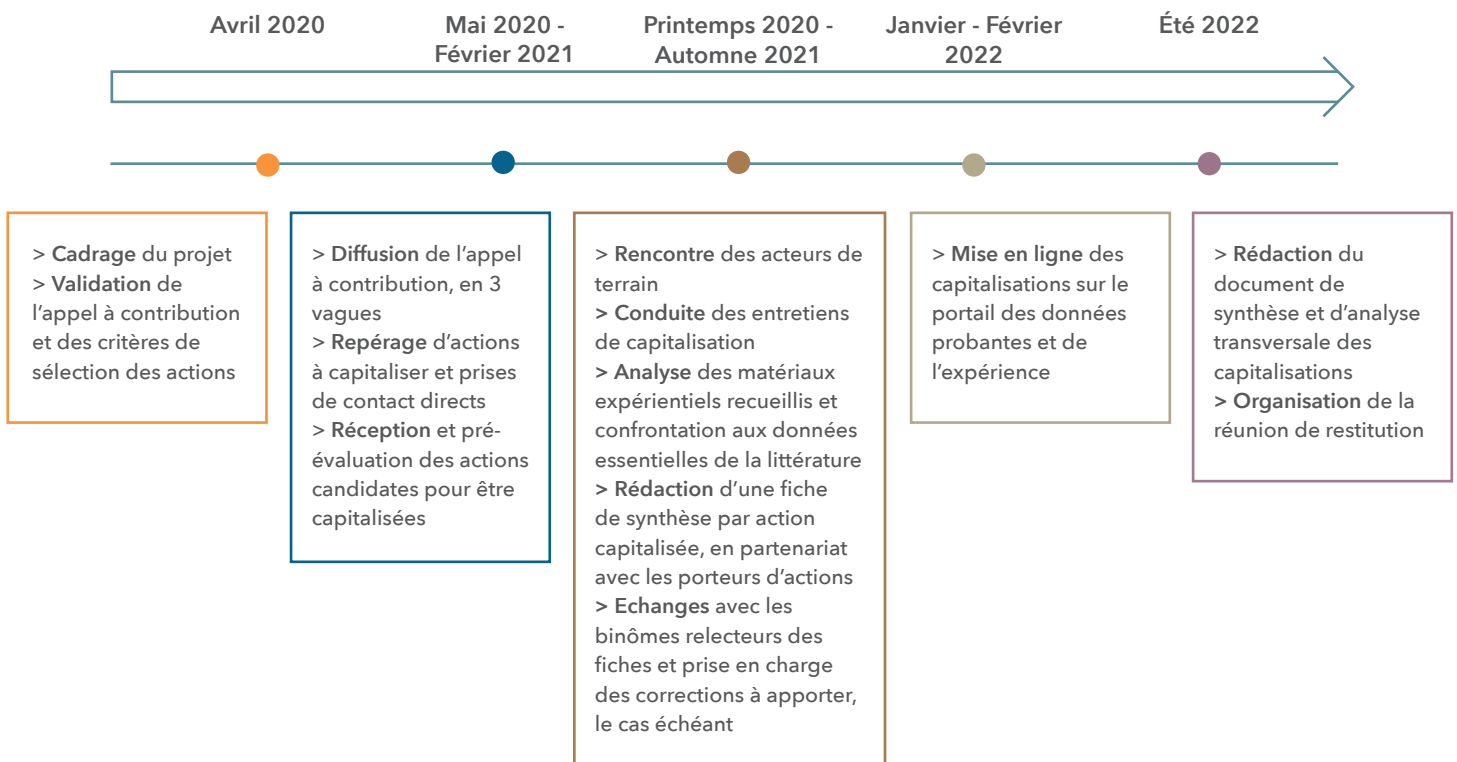 Avril 2020
Mai 2020 -
Février 2021
Printemps 2020 -
Automne 2021
Janvier - Février
2022
Été 2022
> Cadrage du projet
> Validation de
l'appel à contribution
et des critères de
sélection des actions
> Diffusion de l'appel
à contribution, en 3
vagues
> Repérage d'actions
à capitaliser et prises
de contact directs
> Réception et pré-
évaluation des actions
candidates pour être
capitalisées
> Rencontre des acteurs de
terrain
> Conduite des entretiens
de capitalisation
> Analyse des matériaux
expérientiels recueillis et
confrontation aux données
essentielles de la littérature
> Rédaction d'une fiche
de synthèse par action
capitalisée, en partenariat
avec les porteurs d'actions
> Echanges avec les
binômes relecteurs des
fiches et prise en charge
des corrections à apporter,
le cas échéant
> Mise en ligne des
capitalisations sur le
portail des données
probantes et de
l'expérience
> Rédaction du
document de
synthèse et d'analyse
transversale des
capitalisations
> Organisation de la
réunion de restitution